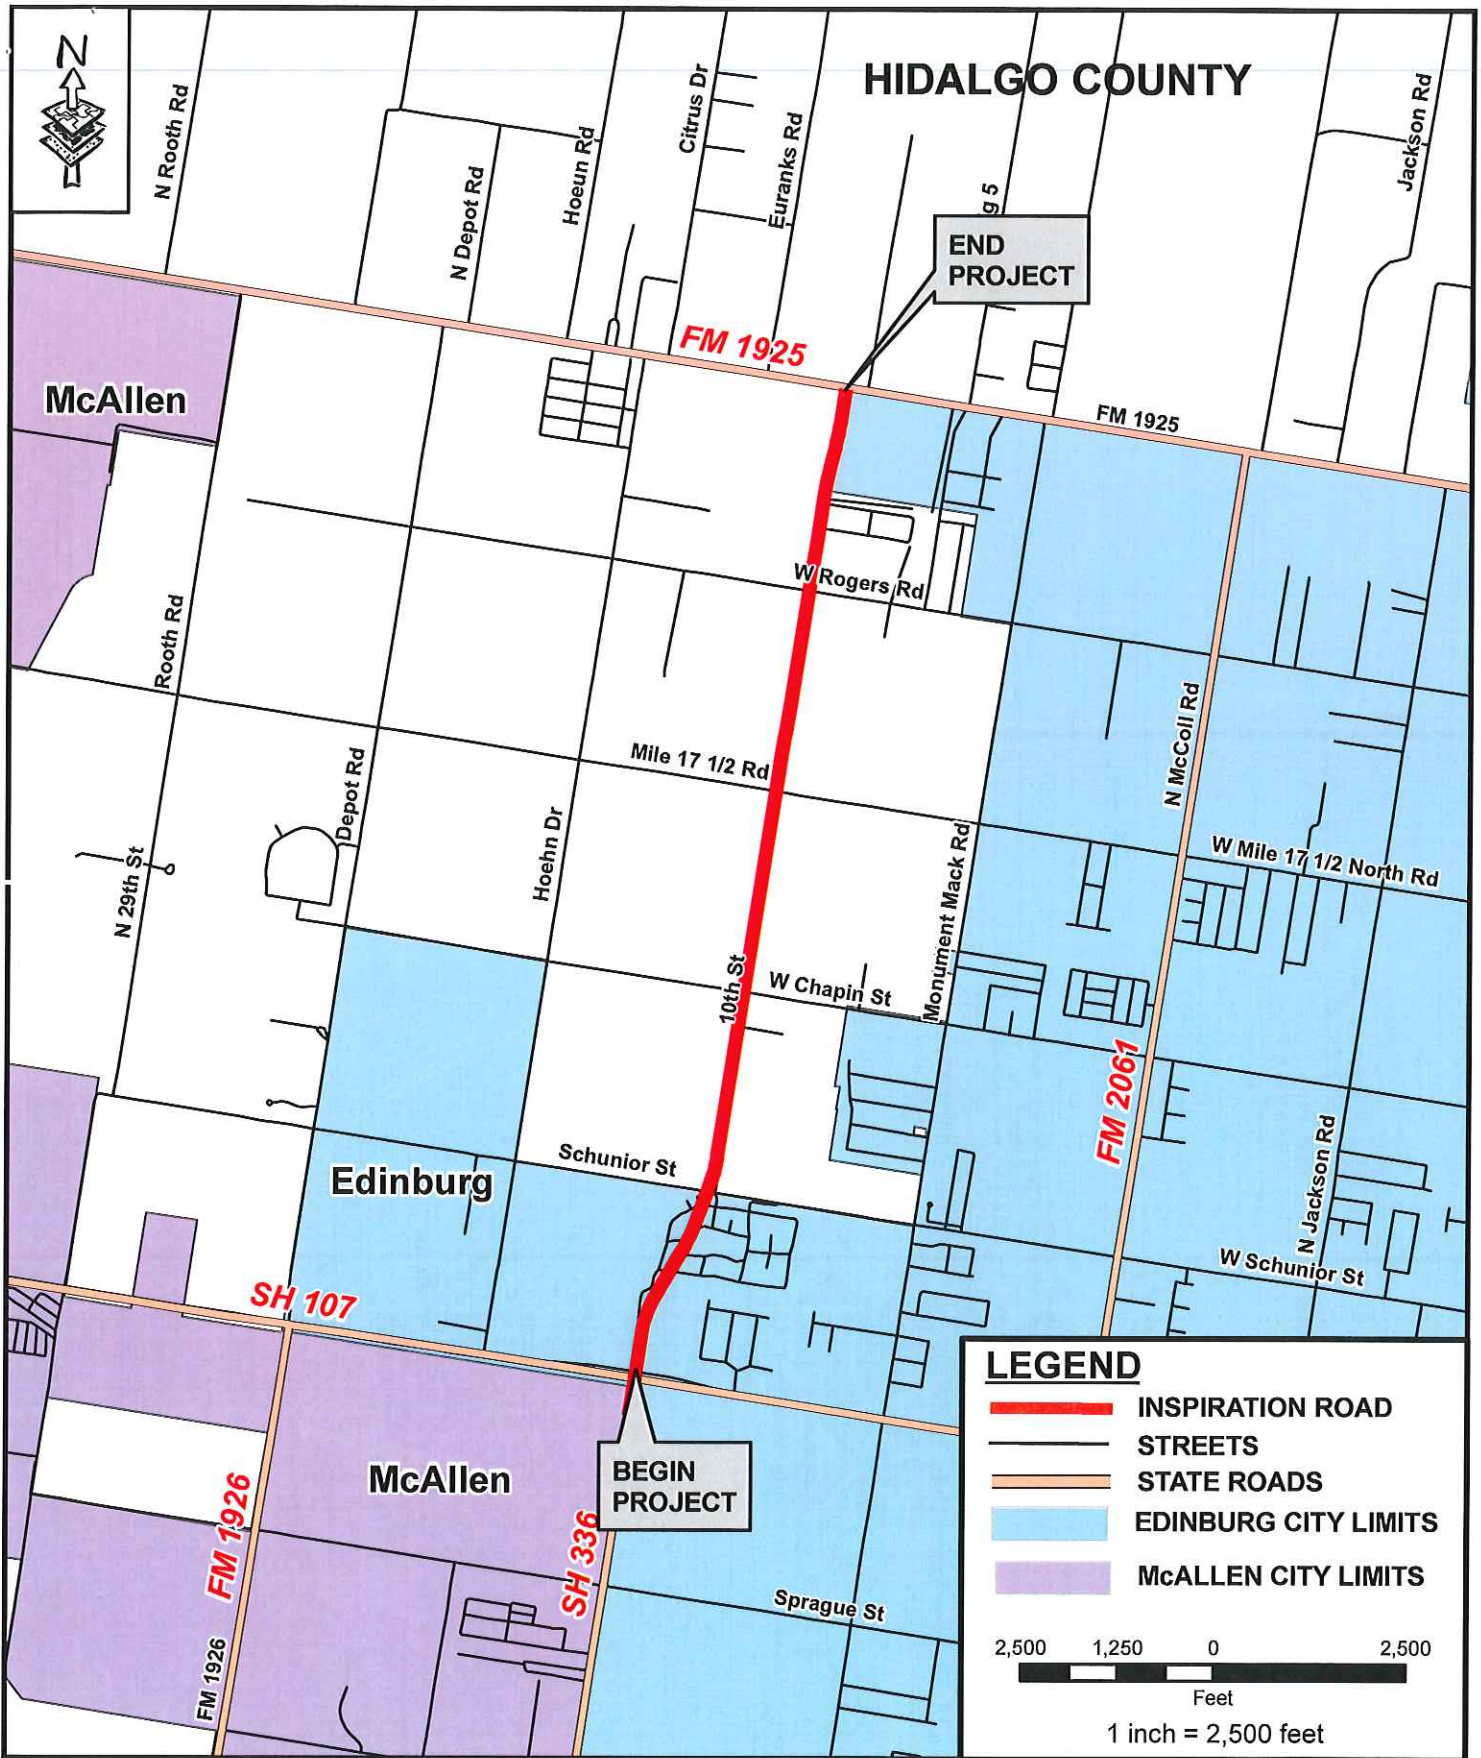 N
HIDALGO COUNTY
N Rooth Rd
N Depot Rd
Hoeun Rd
Citrus Dr
Euranks Rd
g 5
Jackson Rd
END
PROJECT
FM 1925
FM 1925
McAllen
W Rogers Rd
Rooth Rd
Mile 17 1/2 Rd
N McColl Rd
Depot Rd
Hoehn Dr
N 29th St
Monument Mack Rd
W Mile 17 1/2 North Rd
10th St
W Chapin St
FM 2061
Schunior St
Edinburg
N Jackson Rd
W Schunior St
SH 107
BEGIN
PROJECT
McAllen
FM 1926
SH 336
Sprague St
FM 1926
LEGEND
INSPIRATION ROAD
STREETS
STATE ROADS
EDINBURG CITY LIMITS
McALLEN CITY LIMITS
2,500 1,250 0 2,500
Feet
1 inch = 2,500 feet